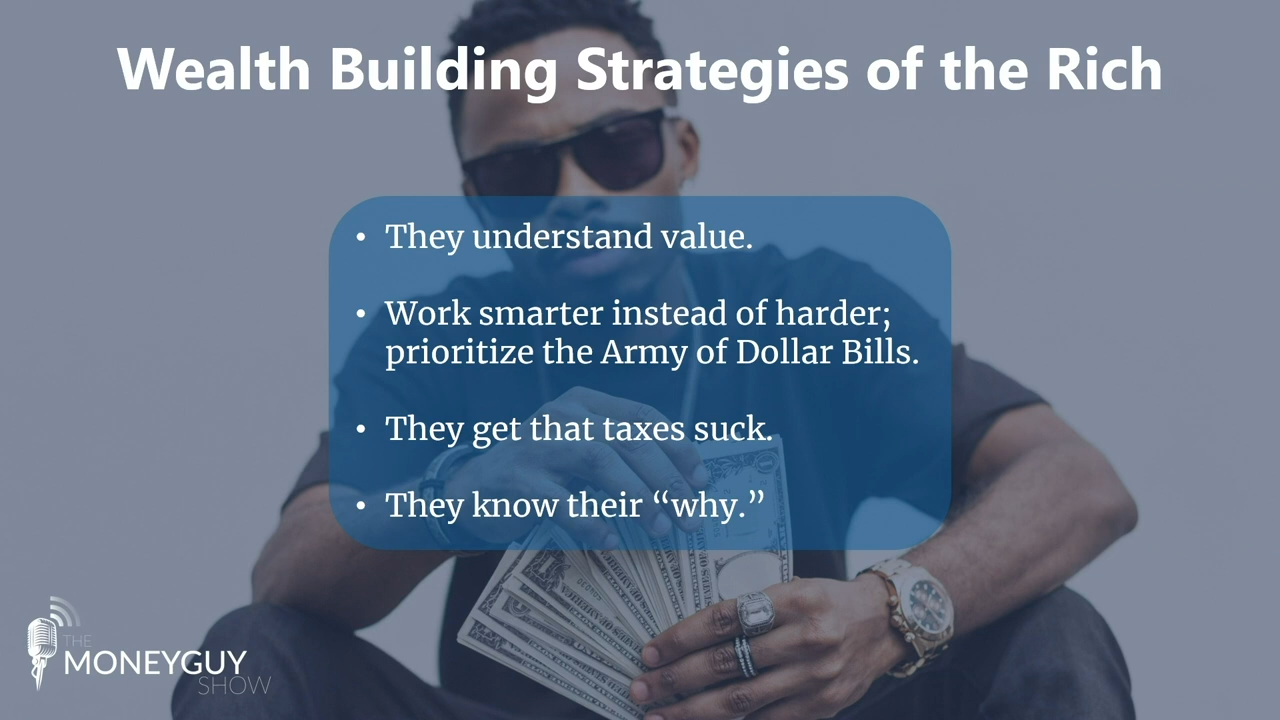 Wealth Building Strategies of the Rich
• They understand value.
• Work smarter instead of harder;
prioritize the Army of Dollar Bills.
• They get that taxes suck.
• They know their “why.”
THE
MONEYGUY
SHOW